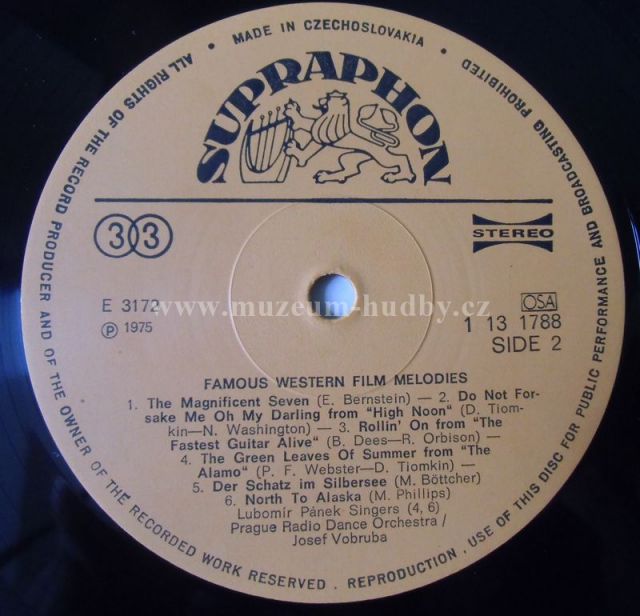 ALL RIGHTS OF THE RECORD PRODUCER AND OF THE OWNER OF THE RECORDED WORK RESERVED . REPRODUCTION , USE OF THIS DISC FOR PUBLIC PERFORMANCE AND BROADCASTING PROHIBITED
• MADE IN CZECHOSLOVAKIA •
SUPRAPHON
33
STEREO
E 3172
Ⓟ 1975
www.muzeum-hudby.cz
OSA
1 13 1788
SIDE 2
FAMOUS WESTERN FILM MELODIES
1. The Magnificent Seven (E. Bernstein) — 2. Do Not For-
sake Me Oh My Darling from "High Noon" (D. Tiom-
kin—N. Washington) — 3. Rollin' On from "The
Fastest Guitar Alive" (B. Dees—R. Orbison) —
4. The Green Leaves Of Summer from "The
Alamo" (P. F. Webster—D. Tiomkin) —
5. Der Schatz im Silbersee (M. Böttcher)
6. North To Alaska (M. Phillips)
Lubomír Pánek Singers (4, 6)
Prague Radio Dance Orchestra /
Josef Vobruba